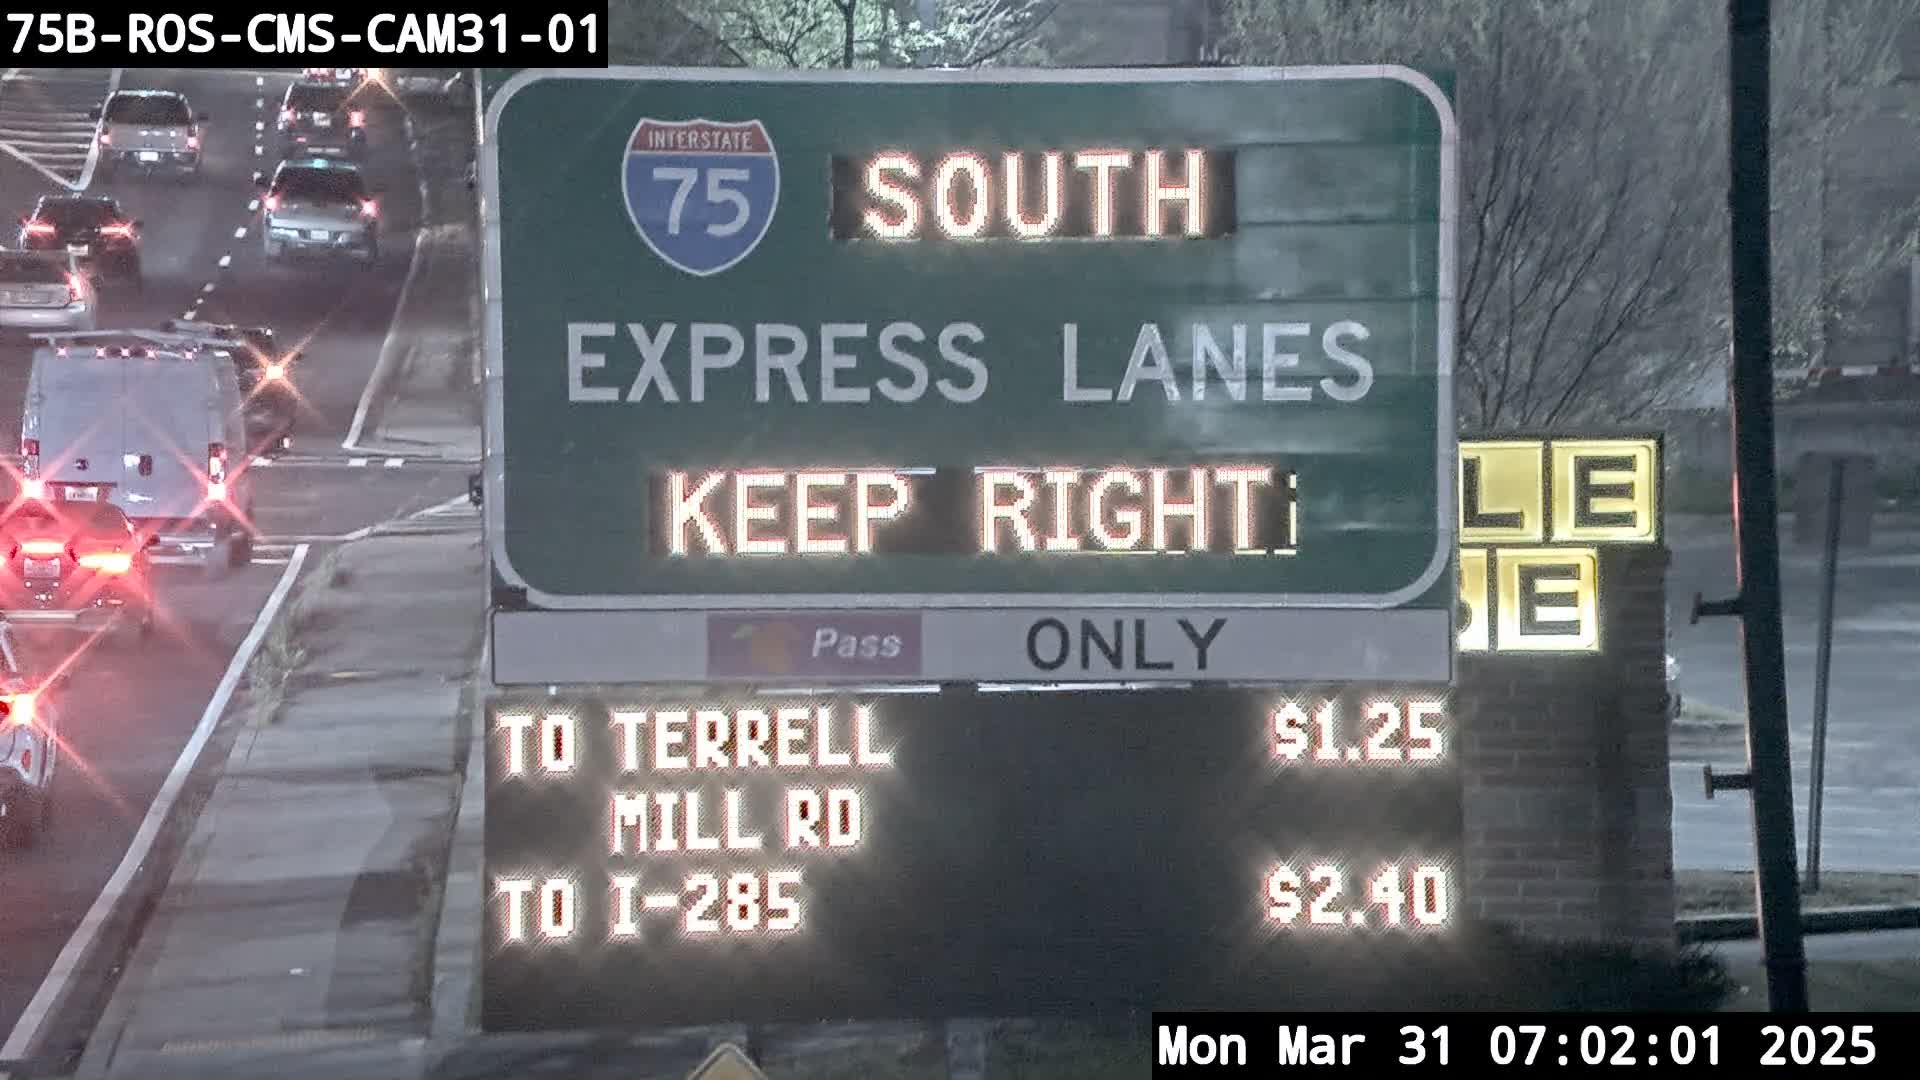 75B-ROS-CMS-CAM31-01
INTERSTATE
75
SOUTH
EXPRESS LANES
KEEP RIGHT
Pass ONLY
TO TERRELL $1.25
MILL RD
TO I-285 $2.40
LE
E
Mon Mar 31 07:02:01 2025